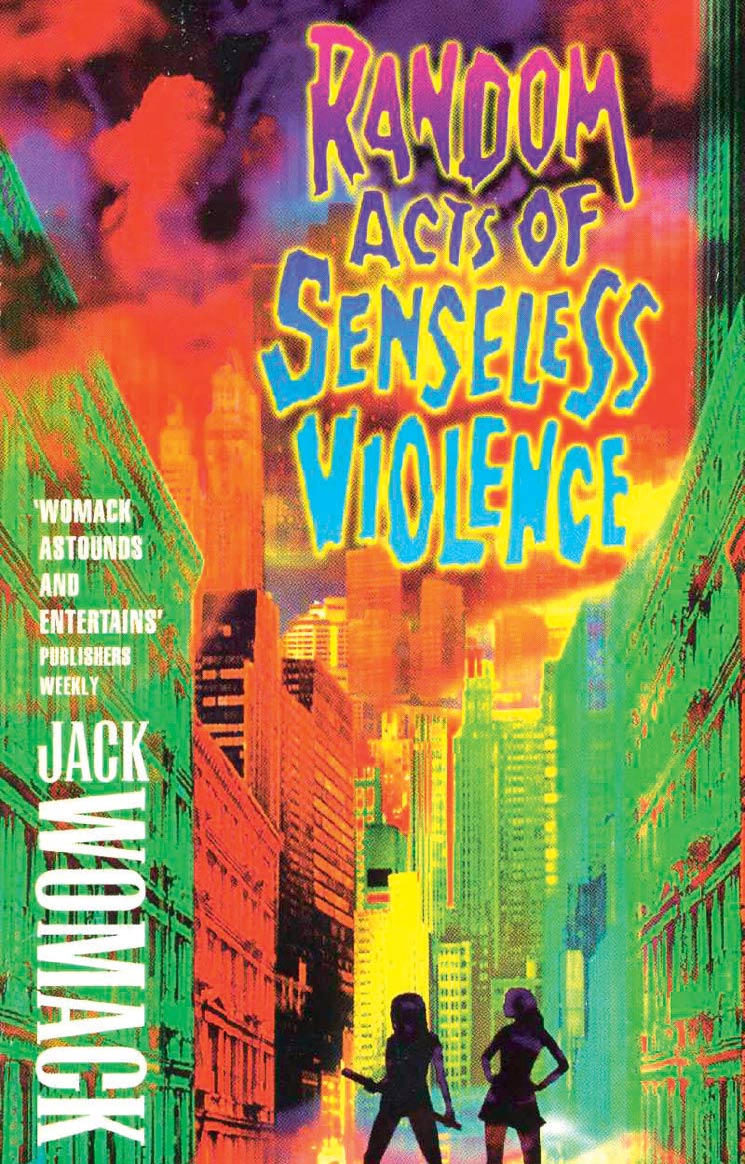 RANDOM
ACTS OF
SENSELESS
VIOLENCE
'WOMACK
ASTOUNDS
AND
ENTERTAINS'
PUBLISHERS
WEEKLY
JACK
WOMACK